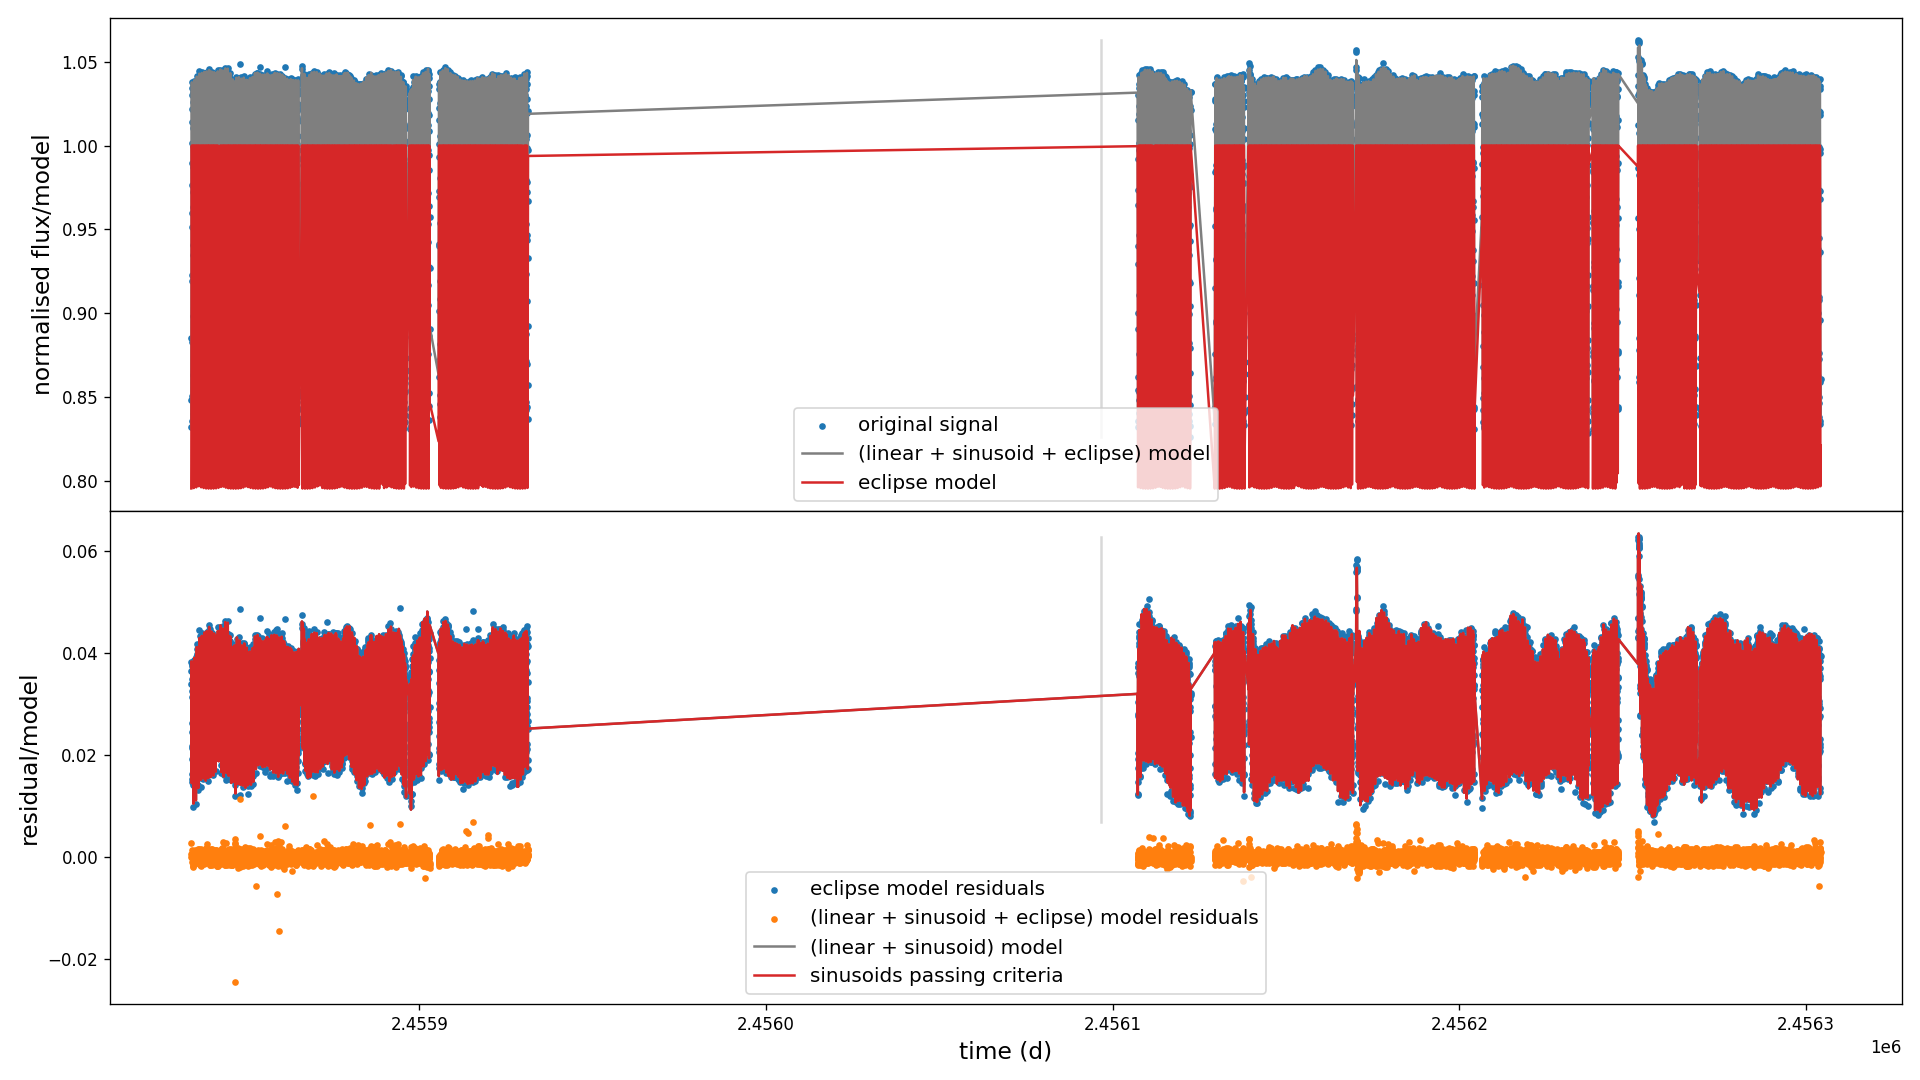 normalised flux/model
1.05
1.00
0.95
0.90
0.85
0.80
original signal
(linear + sinusoid + eclipse) model
eclipse model
residual/model
0.06
0.04
0.02
0.00
−0.02
eclipse model residuals
(linear + sinusoid + eclipse) model residuals
(linear + sinusoid) model
sinusoids passing criteria
2.4559
2.4560
2.4561
2.4562
2.4563
1e6
time (d)